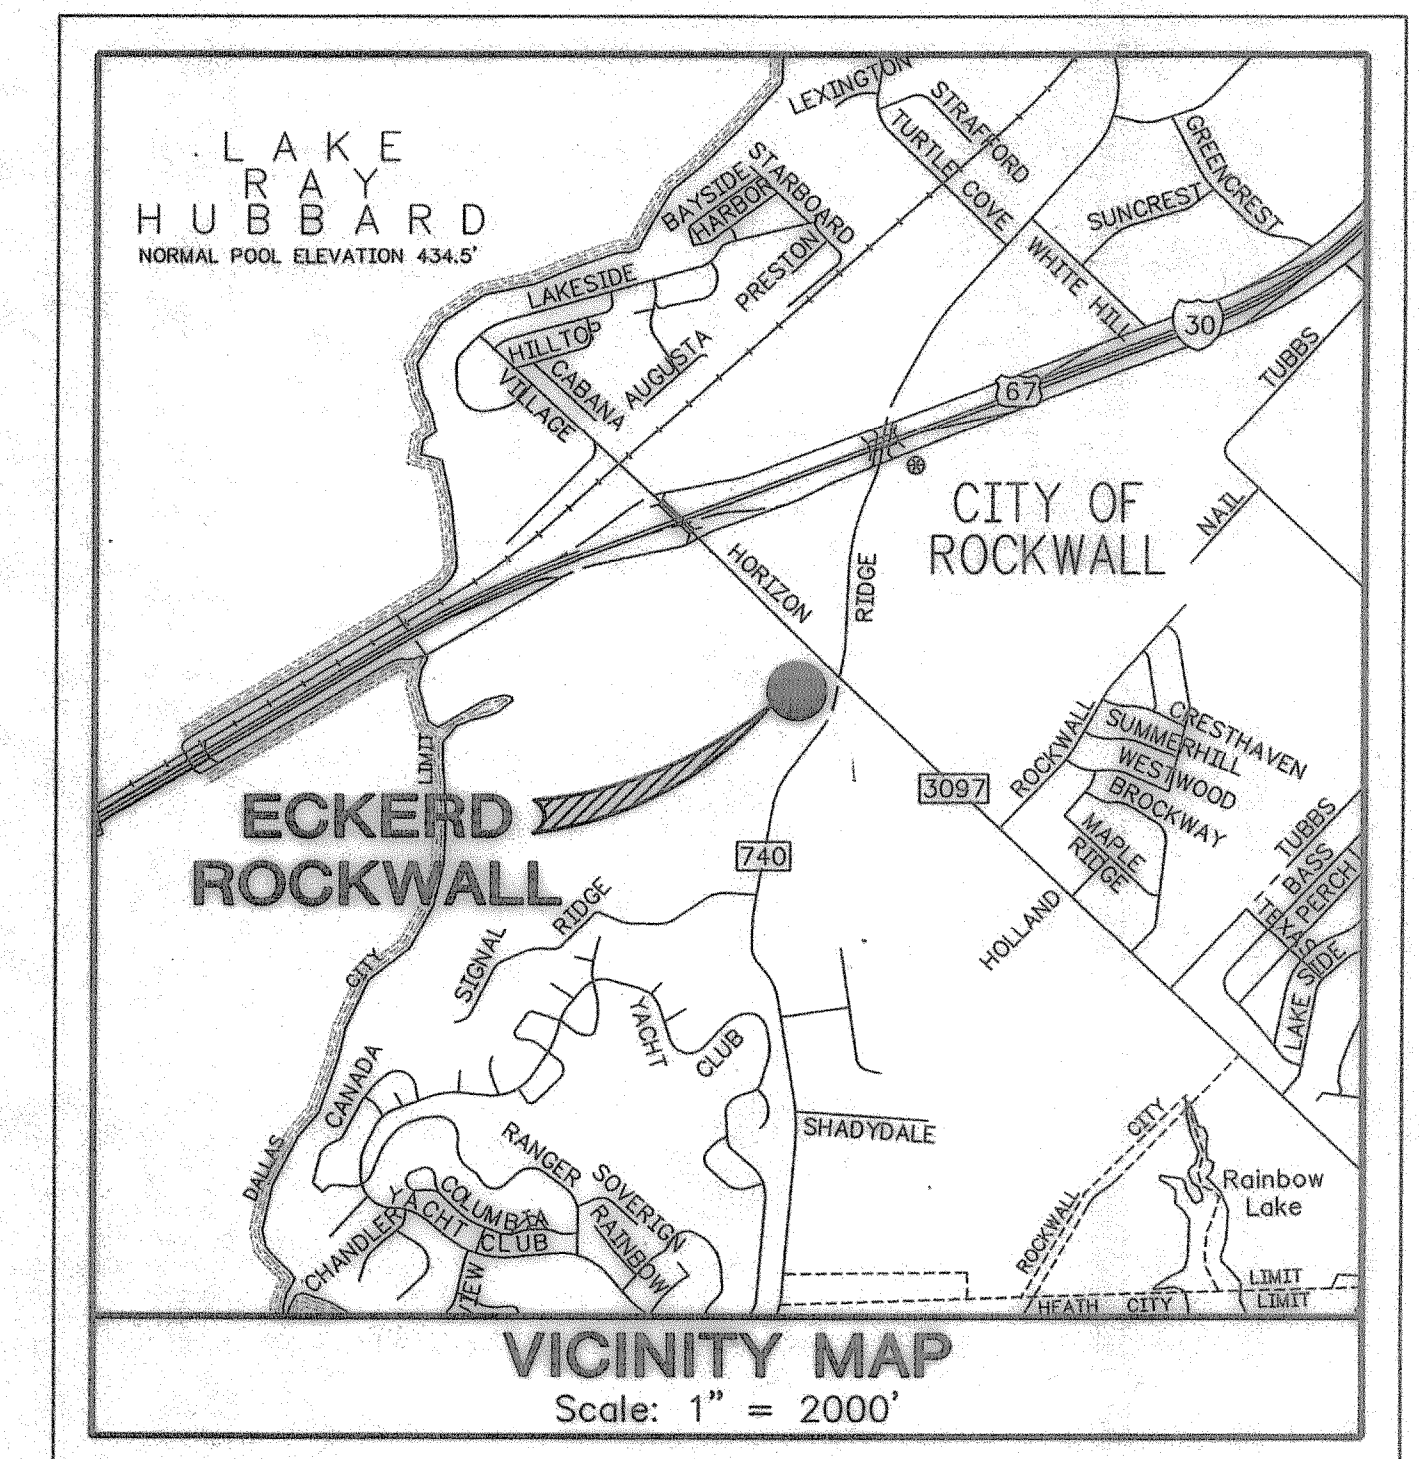 LAKE
RAY
HUBBARD
NORMAL POOL ELEVATION 434.5'
LEXINGTON
STRAFFORD
TURTLE COVE
GREENCREST
SUNCREST
WHITE HILL
BAYSIDE
HARBOR
STARBOARD
PRESTON
LAKESIDE
HILLTOP
CABANA
VILLAGE
AUGUSTA
30
67
TUBBS
NAIL
CITY OF
ROCKWALL
HORIZON
RIDGE
LIMIT
ECKERD
ROCKWALL
3097
740
ROCKWALL
CRESTHAVEN
SUMMERHILL
WESTWOOD
BROCKWAY
MAPLE
RIDGE
TUBBS
BASS
PERCH
TEXAS
LAKE SIDE
HOLLAND
SIGNAL
RIDGE
CITY
YACHT
CLUB
CANADA
DALLAS
SHADYDALE
RANGER
SOVERIGN
COLUMBIA
YACHT
CLUB
RAINBOW
CHANDLER
VIEW
CITY
ROCKWALL
Rainbow
Lake
LIMIT
HEATH CITY LIMIT
VICINITY MAP
Scale: 1" = 2000'